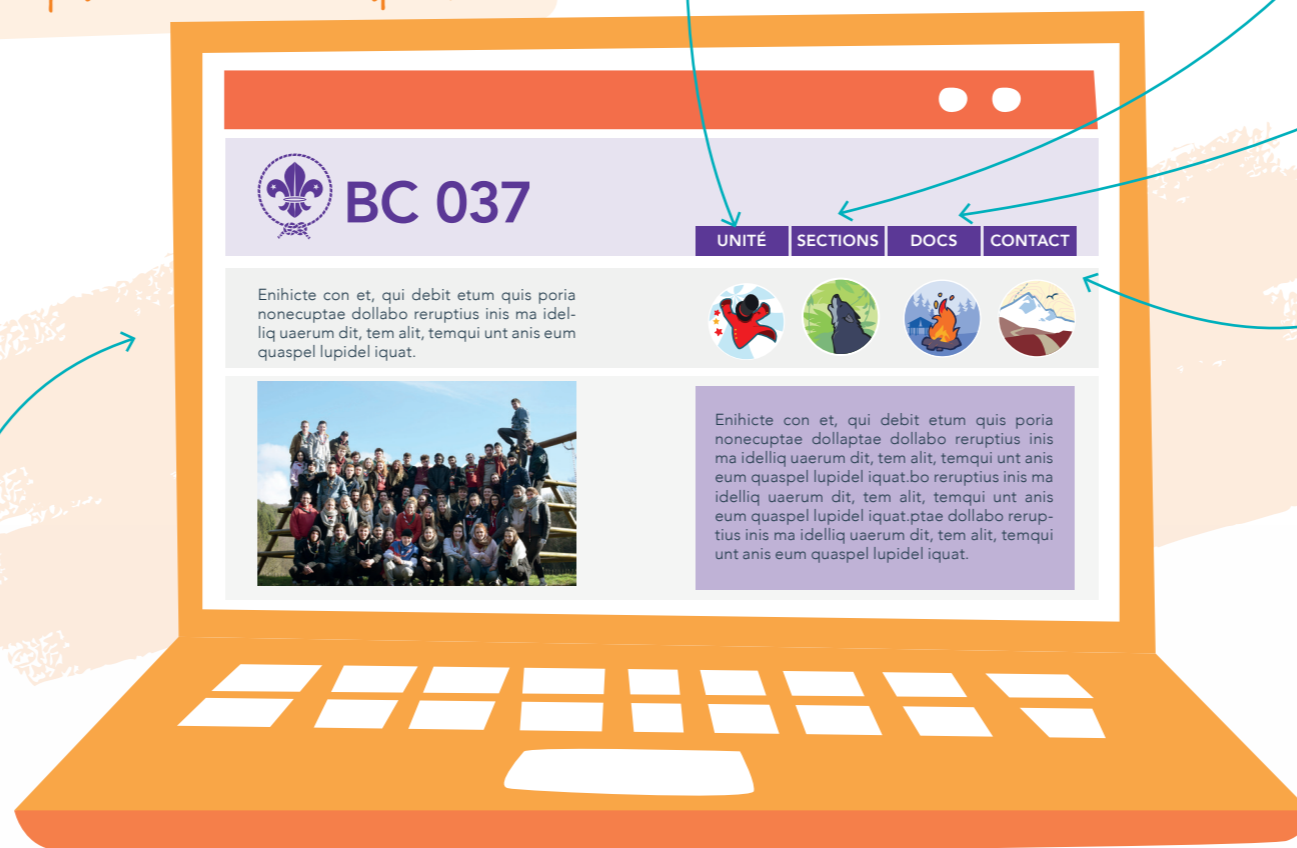 BC 037
UNITÉ SECTIONS DOCS CONTACT
Enihicte con et, qui debit etum quis poria
nonecuptae dollabo reruptius inis ma idel-
liq uaerum dit, tem alit, temqui unt anis eum
quaspel lupidel iquat.
Enihicte con et, qui debit etum quis poria
nonecuptae dollaptae dollabo reruptius inis
ma idelliq uaerum dit, tem alit, temqui unt anis
eum quaspel lupidel iquat.bo reruptius inis ma
idelliq uaerum dit, tem alit, temqui unt anis
eum quaspel lupidel iquat.ptae dollabo rerup-
tius inis ma idelliq uaerum dit, tem alit, temqui
unt anis eum quaspel lupidel iquat.